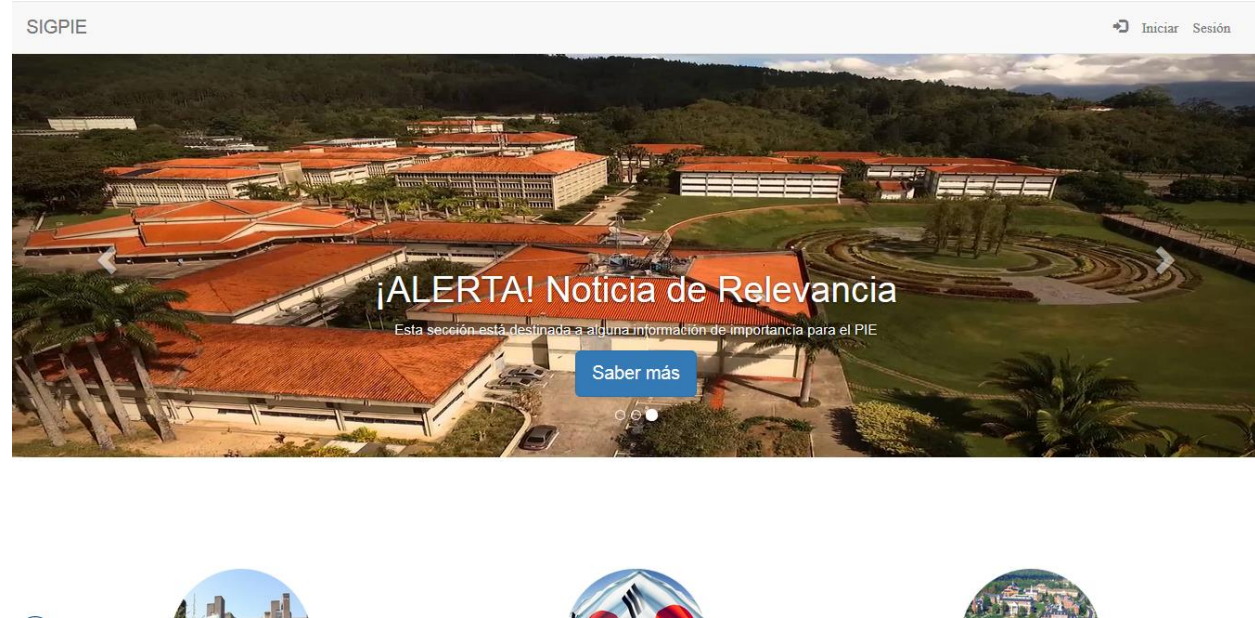 SIGPIE
Iniciar Sesión
¡ALERTA! Noticia de Relevancia
Esta sección está destinada a alguna información de importancia para el PIE
Saber más